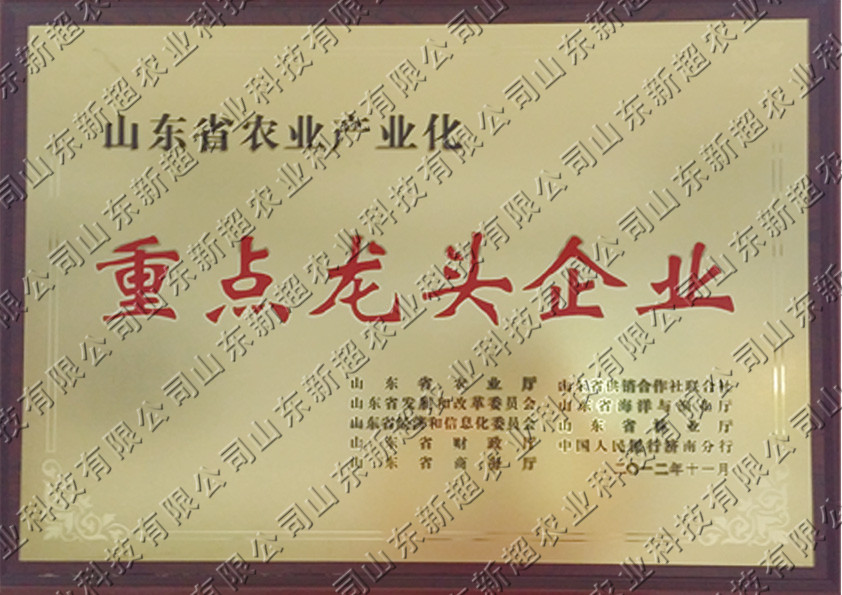 山东省农业产业化
重点龙头企业
山东省农业厅
山东省发展和改革委员会
山东省经济和信息化委员会
山东省财政厅
山东省商务厅
山东省供销合作社联合社
山东省海洋与渔业厅
山东省林业厅
中国人民银行济南分行
二〇一二年十一月
山东新超农业科技有限公司